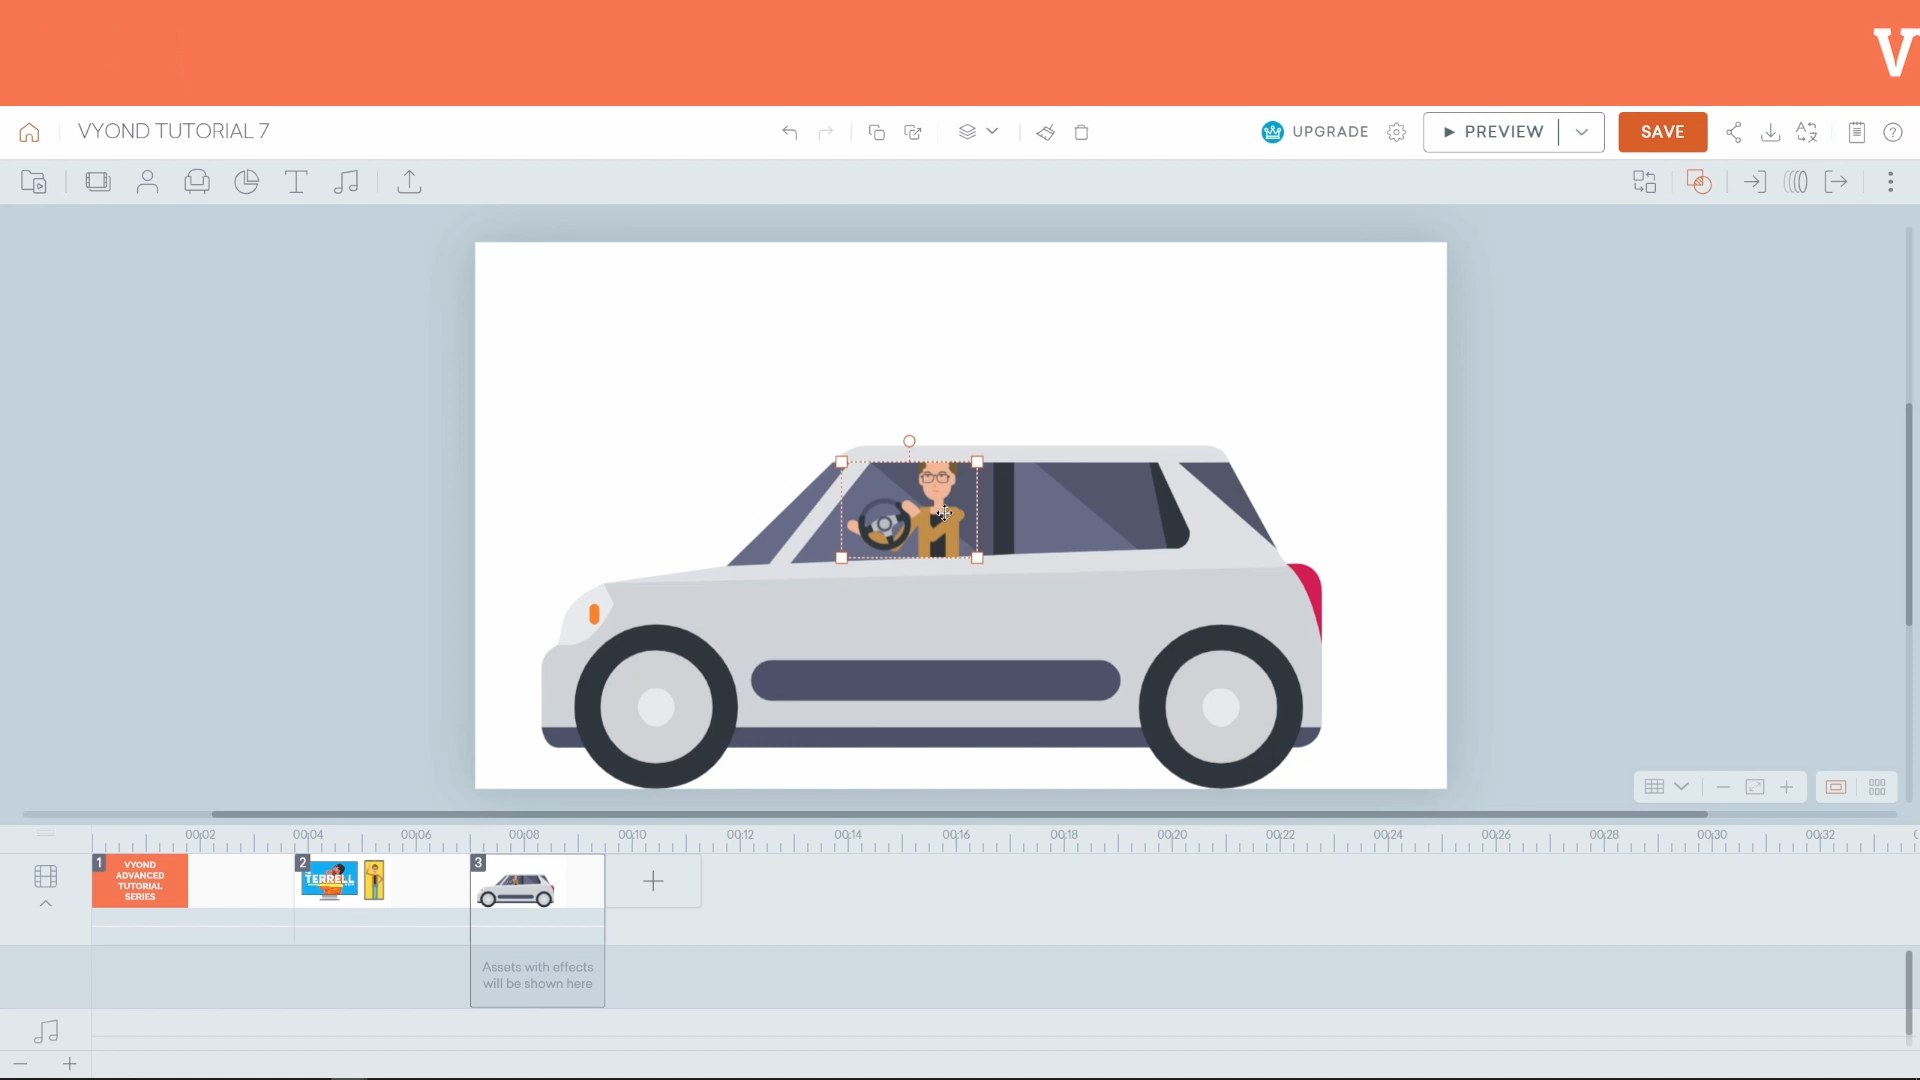 V
VYOND TUTORIAL 7
UPGRADE
PREVIEW
SAVE
00:02 00:04 00:06 00:08 00:10 00:12 00:14 00:16 00:18 00:20 00:22 00:24 00:26 00:28 00:30 00:32
1
VYOND
ADVANCED
TUTORIAL
SERIES
2
TERRELL
3
Assets with effects
will be shown here